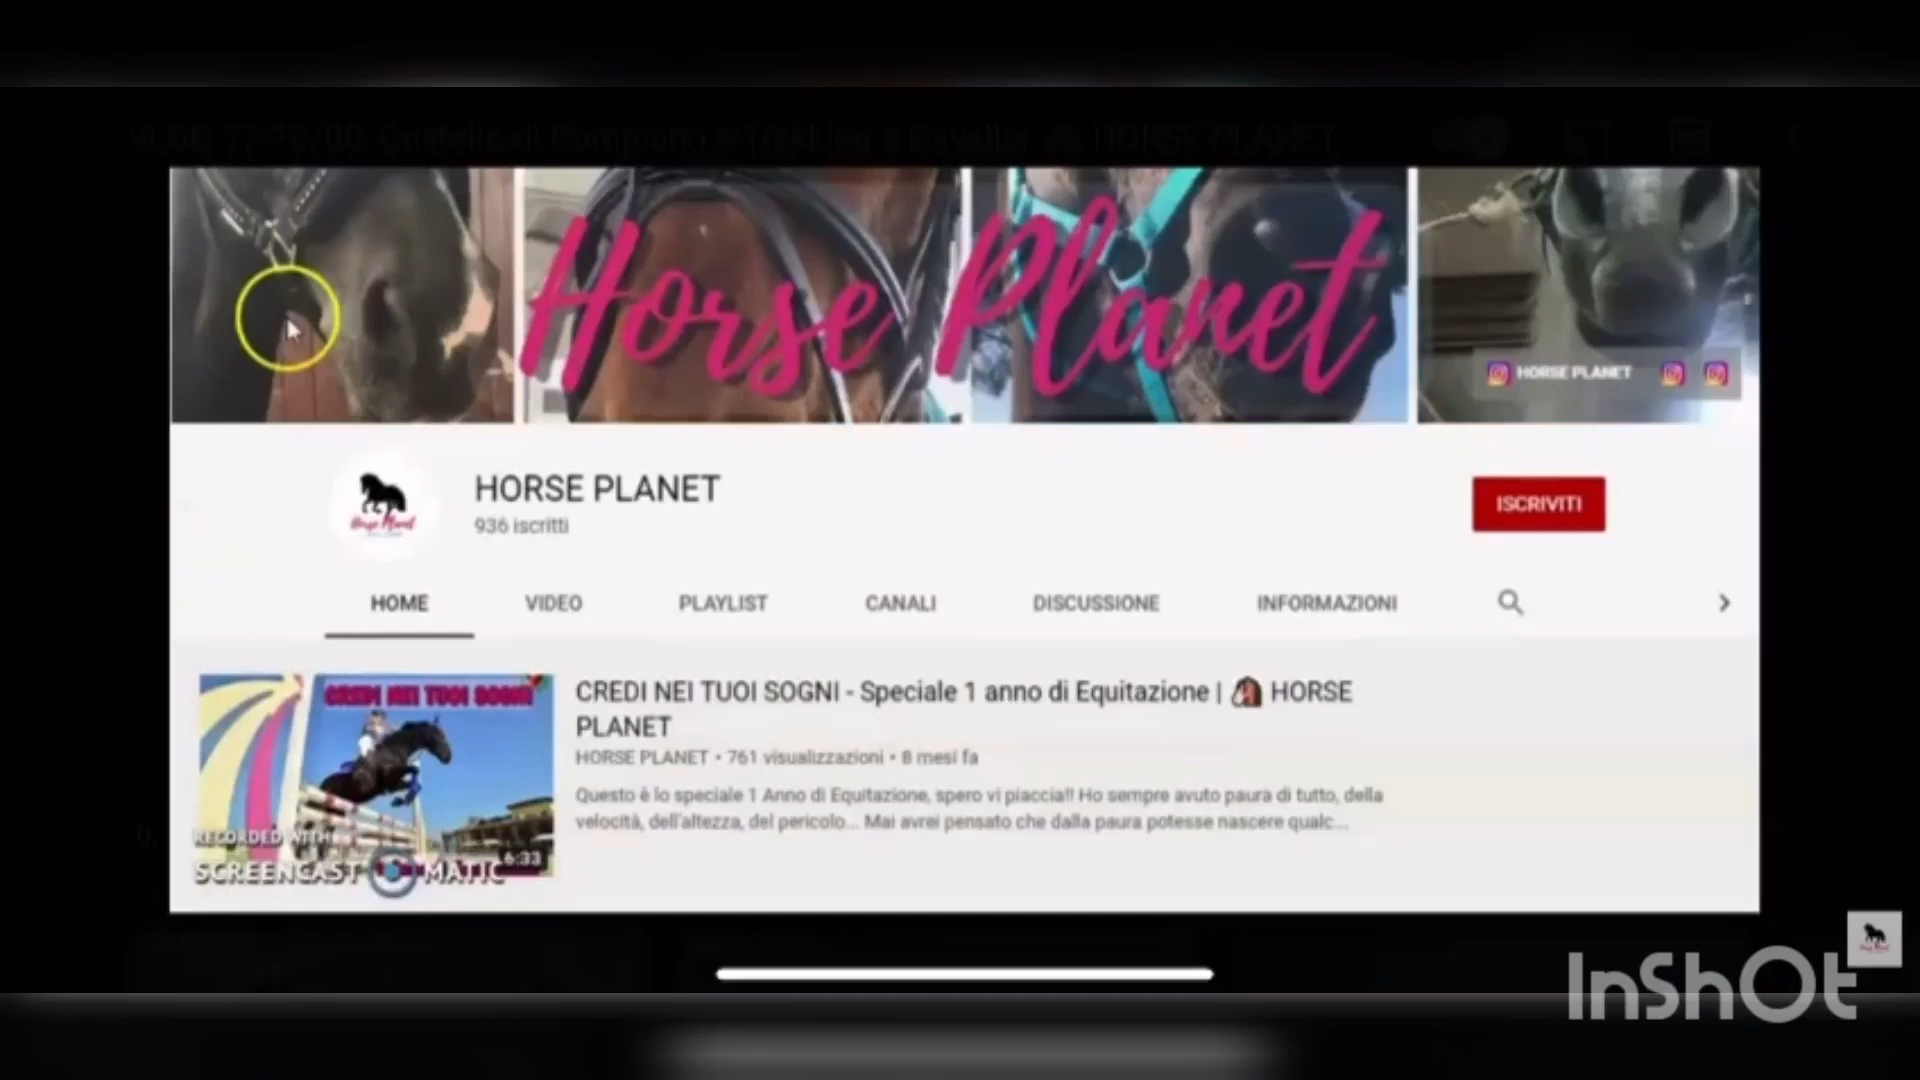 Horse Planet
HORSE PLANET
HORSE PLANET
936 iscritti
ISCRIVITI
HOME VIDEO PLAYLIST CANALI DISCUSSIONE INFORMAZIONI
CREDI NEI TUOI SOGNI
CREDI NEI TUOI SOGNI - Speciale 1 anno di Equitazione | HORSE
PLANET
HORSE PLANET • 761 visualizzazioni • 8 mesi fa
Questo è lo speciale 1 Anno di Equitazione, spero vi piaccia!! Ho sempre avuto paura di tutto, della
velocità, dell'altezza, del pericolo... Mai avrei pensato che dalla paura potesse nascere qualc...
RECORDED WITH
SCREENCAST MATIC
6:33
InShOt